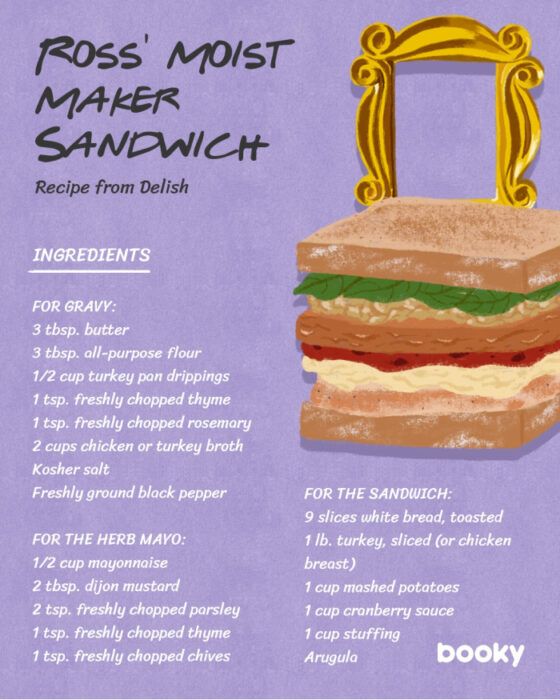 Ross' Moist
Maker
Sandwich
Recipe from Delish
INGREDIENTS
FOR GRAVY:
3 tbsp. butter
3 tbsp. all-purpose flour
1/2 cup turkey pan drippings
1 tsp. freshly chopped thyme
1 tsp. freshly chopped rosemary
2 cups chicken or turkey broth
Kosher salt
Freshly ground black pepper
FOR THE HERB MAYO:
1/2 cup mayonnaise
2 tbsp. dijon mustard
2 tsp. freshly chopped parsley
1 tsp. freshly chopped thyme
1 tsp. freshly chopped chives
FOR THE SANDWICH:
9 slices white bread, toasted
1 lb. turkey, sliced (or chicken
breast)
1 cup mashed potatoes
1 cup cranberry sauce
1 cup stuffing
Arugula
booky